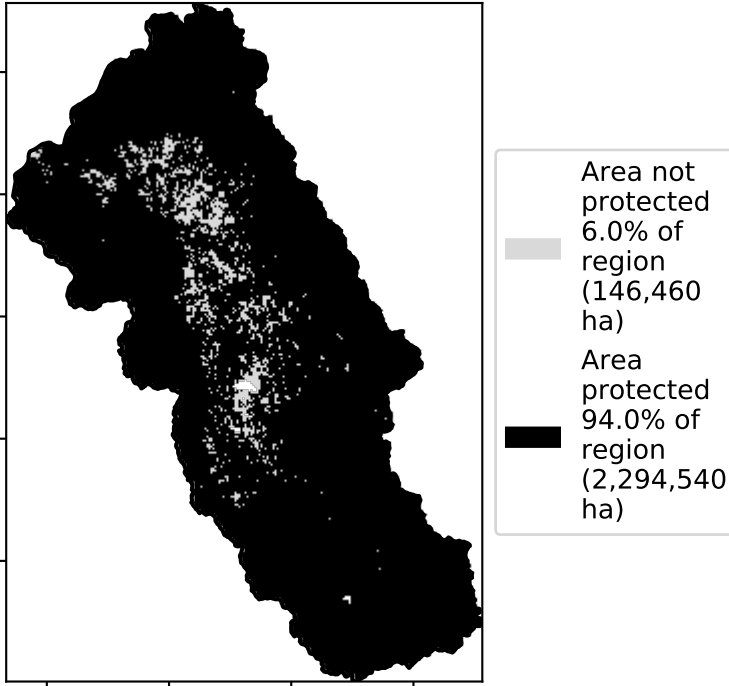 Area not
protected
6.0% of
region
(146,460
ha)
Area
protected
94.0% of
region
(2,294,540
ha)